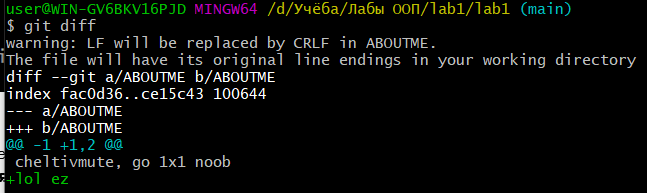 user@WIN-GV6BKV16PJD MINGW64 /d/Учёба/Лабы ООП/lab1/lab1 (main)
$ git diff
warning: LF will be replaced by CRLF in ABOUTME.
The file will have its original line endings in your working directory
diff --git a/ABOUTME b/ABOUTME
index fac0d36..ce15c43 100644
--- a/ABOUTME
+++ b/ABOUTME
@@ -1 +1,2 @@
 cheltivmute, go 1x1 noob
+lol ez